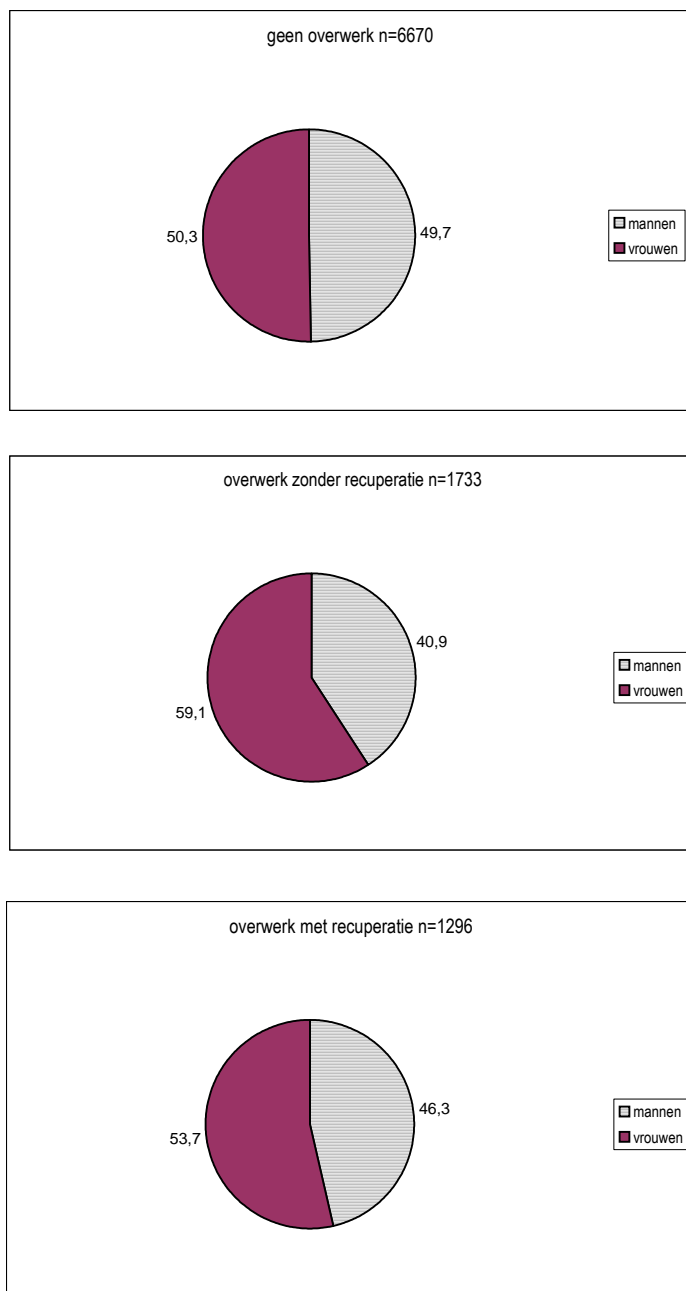 geen overwerk n=6670
50,3
49,7
mannen
vrouwen
overwerk zonder recuperatie n=1733
40,9
59,1
mannen
vrouwen
overwerk met recuperatie n=1296
46,3
53,7
mannen
vrouwen